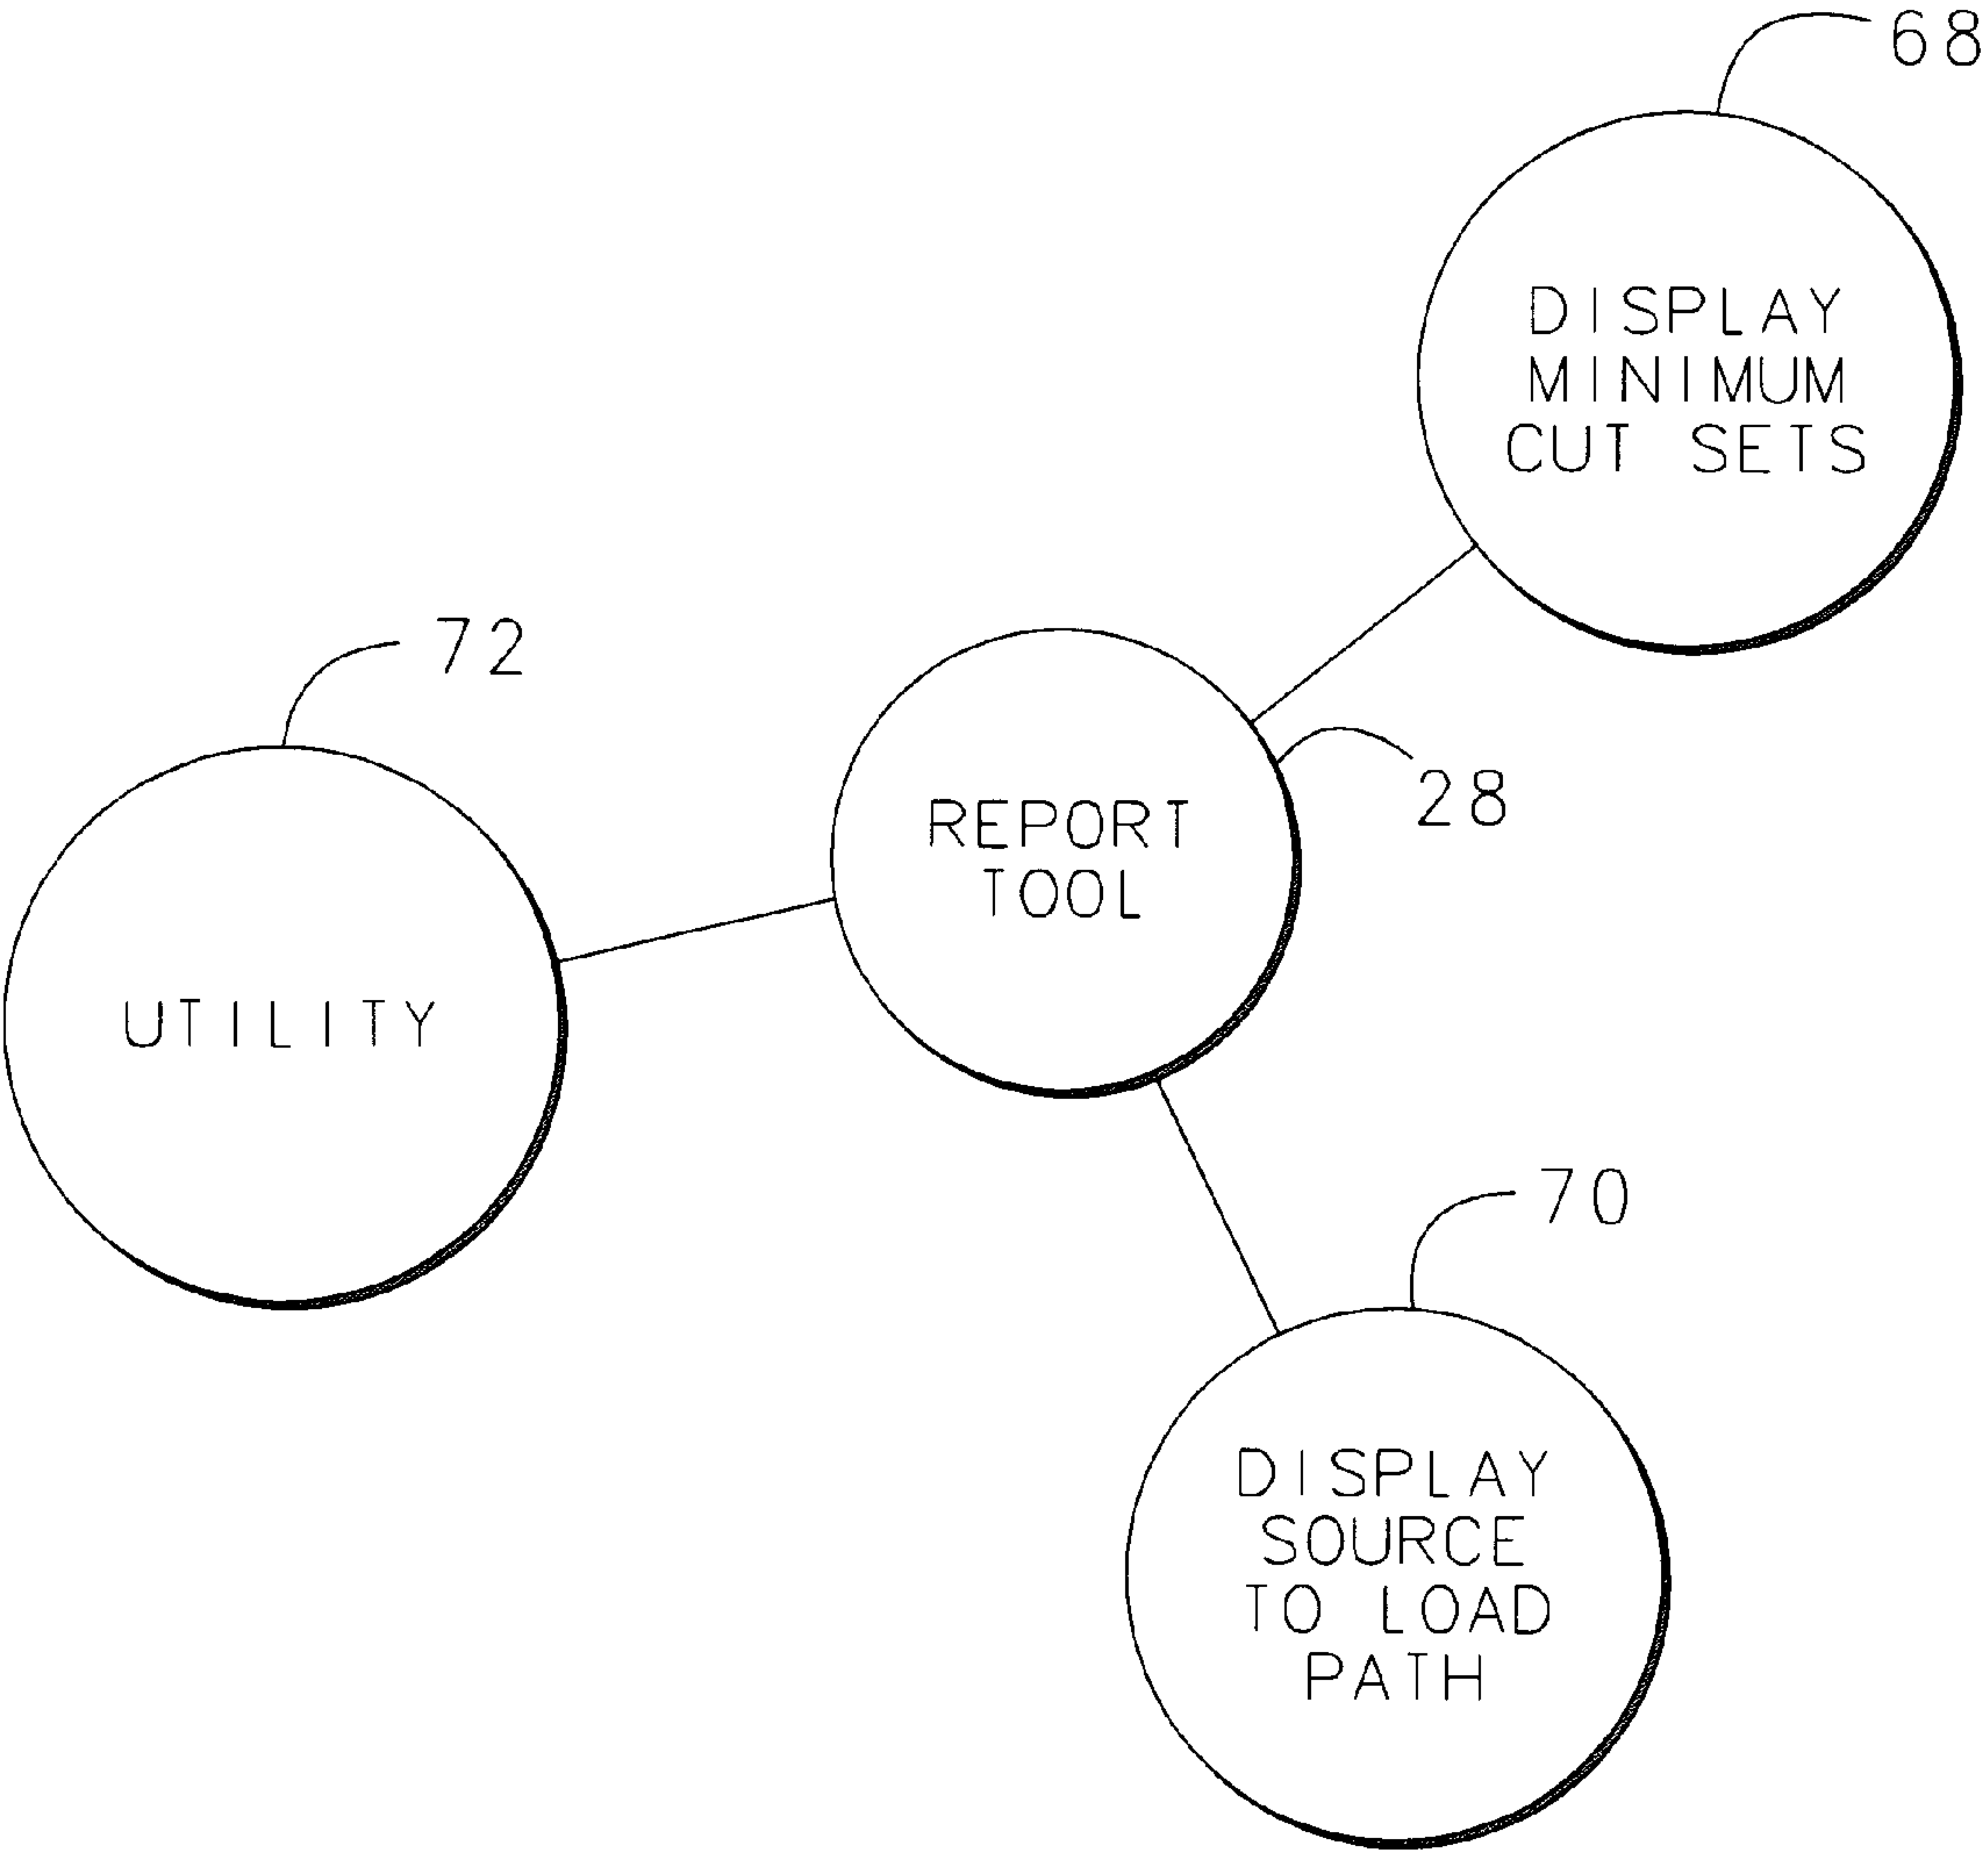 68
DISPLAY
MINIMUM
CUT SETS
72
28
REPORT
TOOL
UTILITY
70
DISPLAY
SOURCE
TO LOAD
PATH